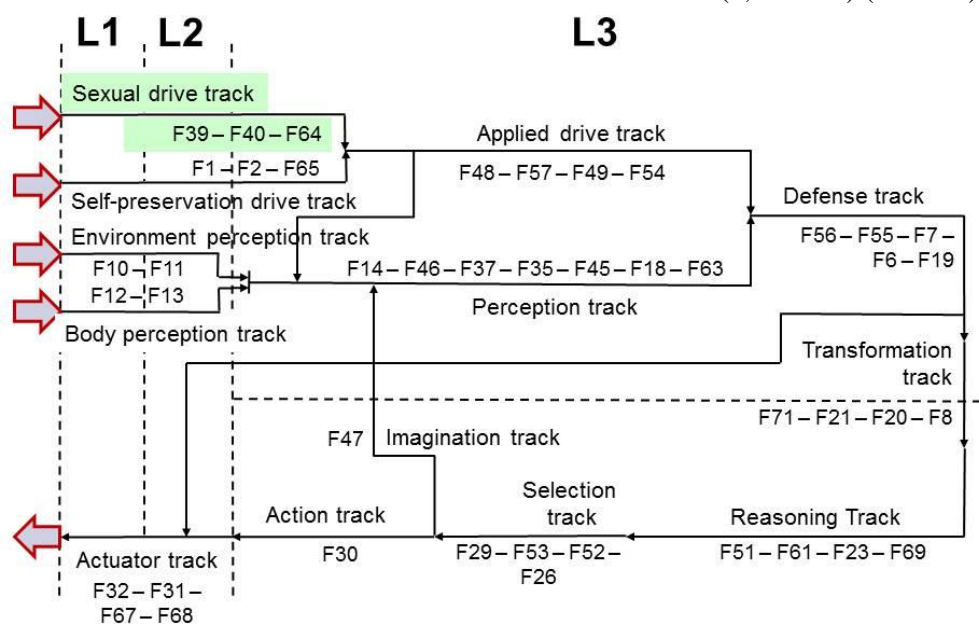 L1 L2 L3
Sexual drive track
F39 – F40 – F64
Applied drive track
F1 – F2 – F65
F48 – F57 – F49 – F54
Self-preservation drive track
Defense track
Environment perception track
F56 – F55 – F7 –
F6 – F19
F10 – F11
F14 – F46 – F37 – F35 – F45 – F18 – F63
F12 – F13
Perception track
Body perception track
Transformation
track
F71 – F21 – F20 – F8
F47
Imagination track
Selection
track
Action track
Reasoning Track
F30
F29 – F53 – F52 –
F26
F51 – F61 – F23 – F69
Actuator track
F32 – F31 –
F67 – F68